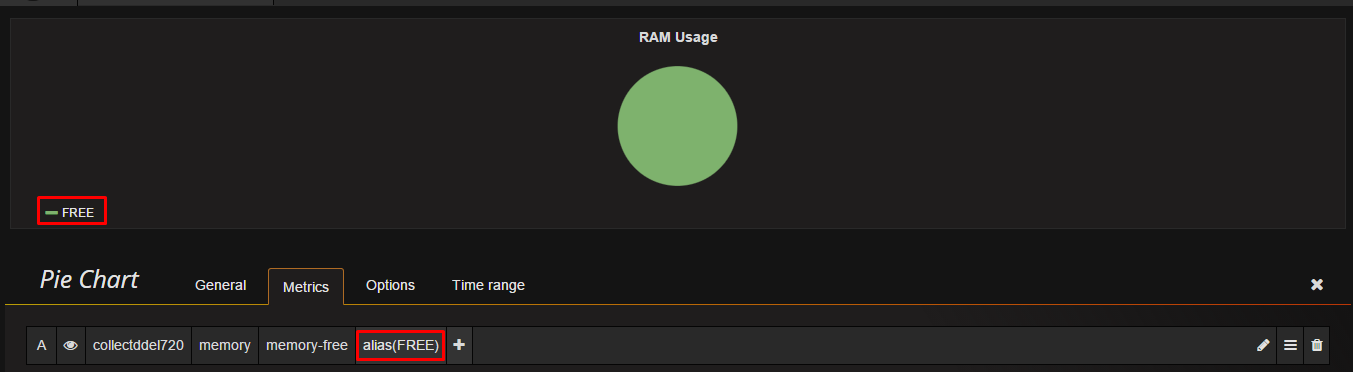 RAM Usage
FREE
Pie Chart General Metrics Options Time range
A collectddel720 memory memory-free alias(FREE)